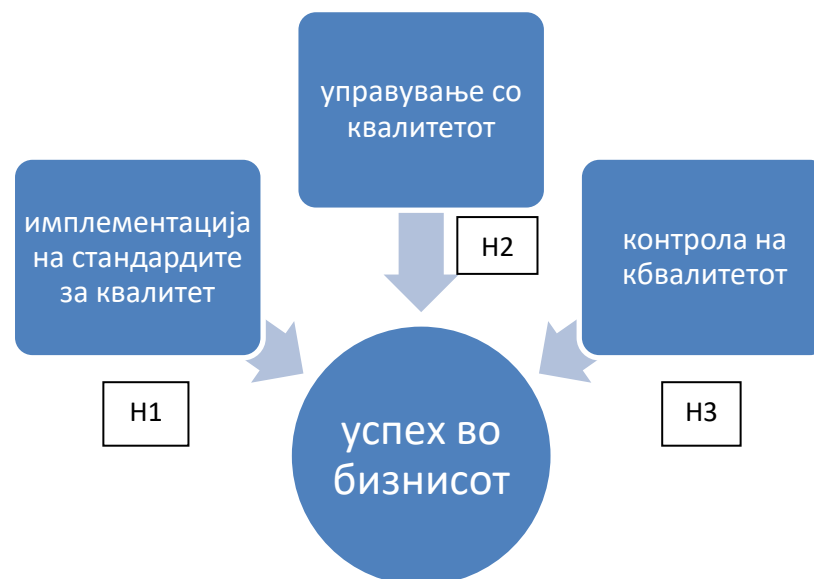 управување со
квалитетот
имплементација
на стандардите
за квалитет
контрола на
кбвалитетот
H2
H1
H3
успех во
бизнисот